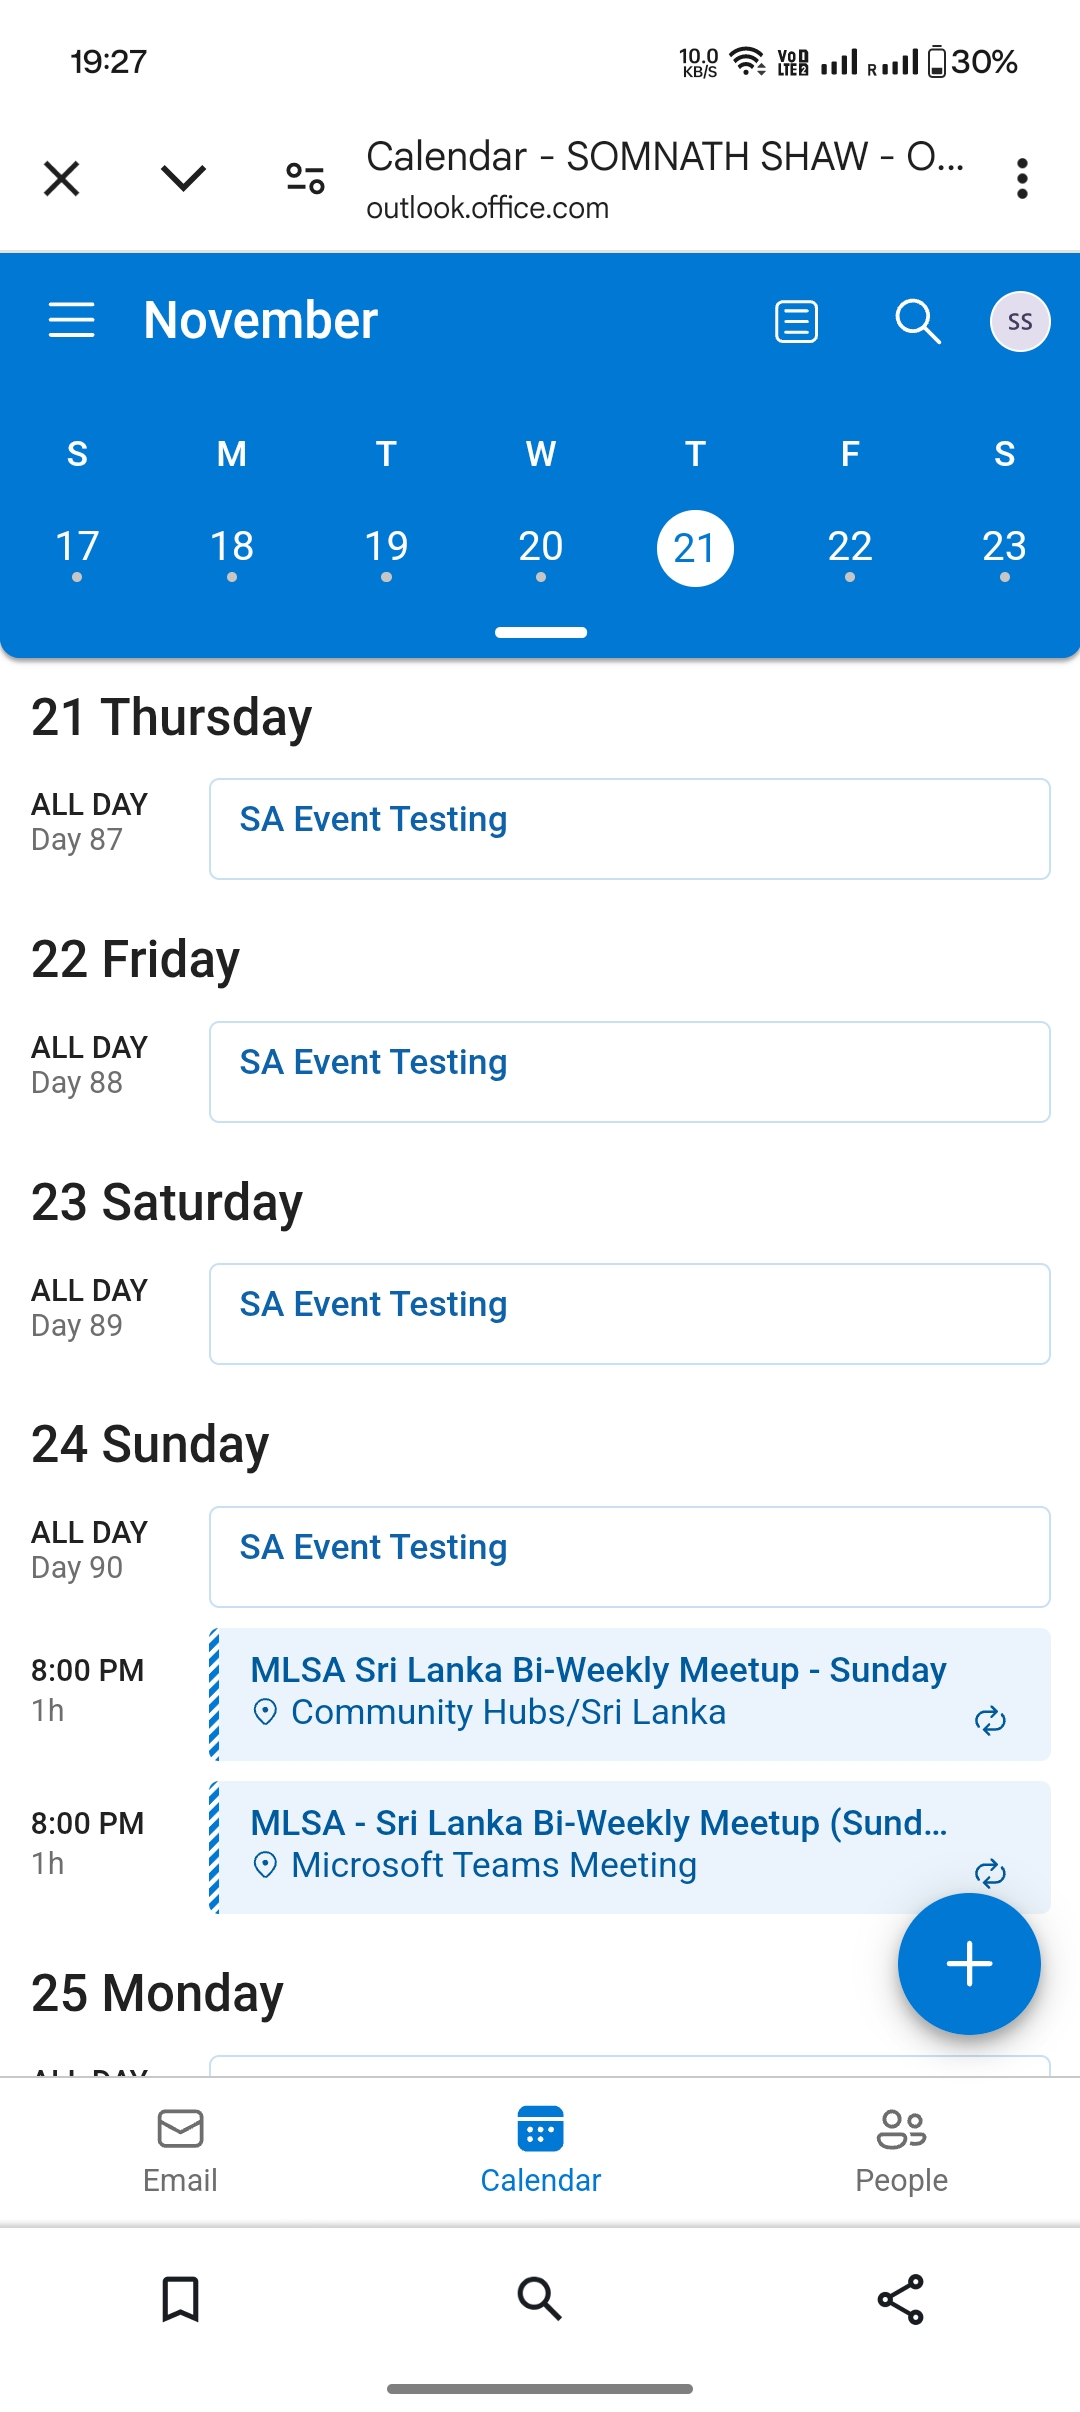 19:27
10.0 KB/S VoD LTE2 R 30%
Calendar - SOMNATH SHAW - O...
outlook.office.com
November
SS
S M T W T F S
17 18 19 20 21 22 23
21 Thursday
ALL DAY
Day 87
SA Event Testing
22 Friday
ALL DAY
Day 88
SA Event Testing
23 Saturday
ALL DAY
Day 89
SA Event Testing
24 Sunday
ALL DAY
Day 90
SA Event Testing
8:00 PM
1h
MLSA Sri Lanka Bi-Weekly Meetup - Sunday
Community Hubs/Sri Lanka
8:00 PM
1h
MLSA - Sri Lanka Bi-Weekly Meetup (Sund...
Microsoft Teams Meeting
25 Monday
ALL DAY
Email
Calendar
People